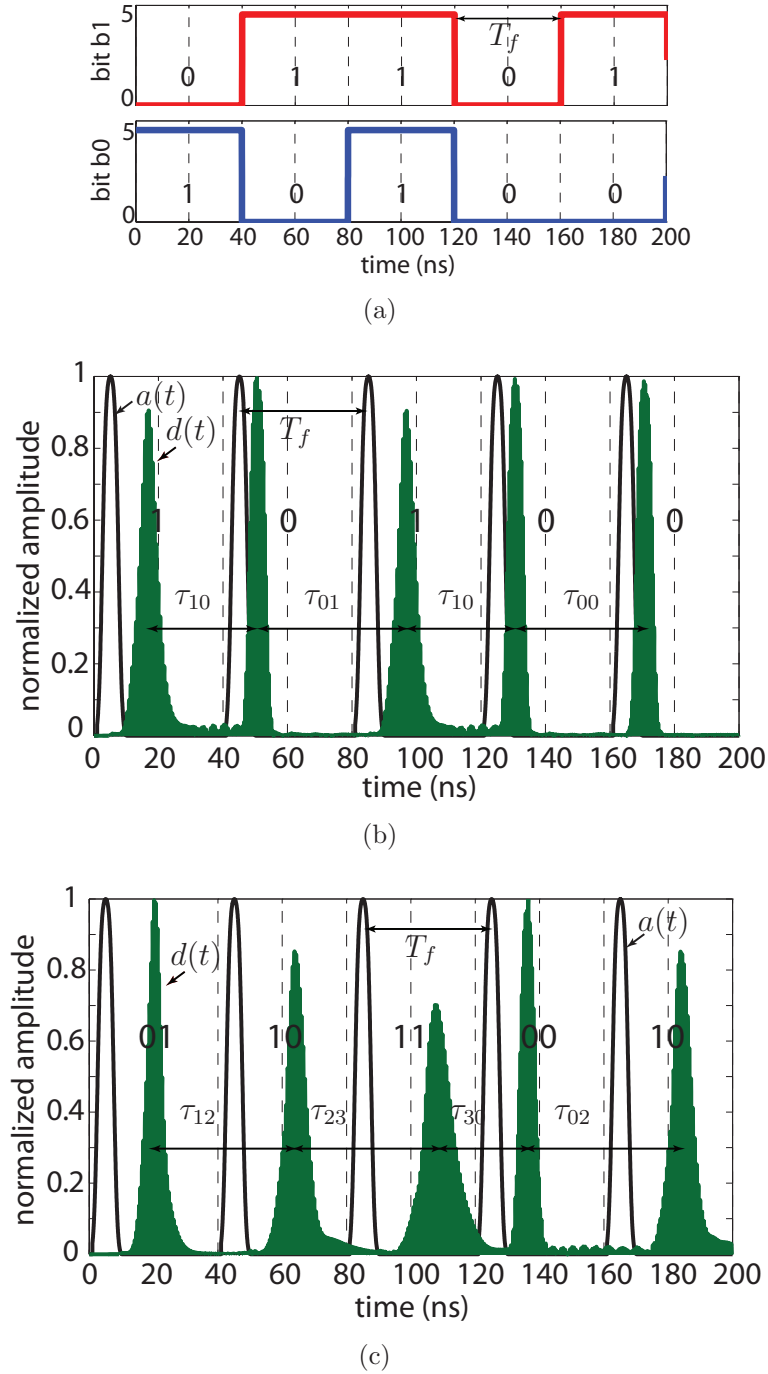 5
bit b1
T_f
0 1 1 0 1
0
5
bit b0
1 0 1 0 0
0
0 20 40 60 80 100 120 140 160 180 200
time (ns)
(a)
1
a(t)
T_f
d(t)
0.8
normalized amplitude
0.6
1 0 1 0 0
0.4
τ_10 τ_01 τ_10 τ_00
0.2
0
0 20 40 60 80 100 120 140 160 180 200
time (ns)
(b)
1
d(t) T_f a(t)
0.8
normalized amplitude
0.6
01 10 11 00 10
0.4
τ_12 τ_23 τ_30 τ_02
0.2
0
0 20 40 60 80 100 120 140 160 180 200
time (ns)
(c)